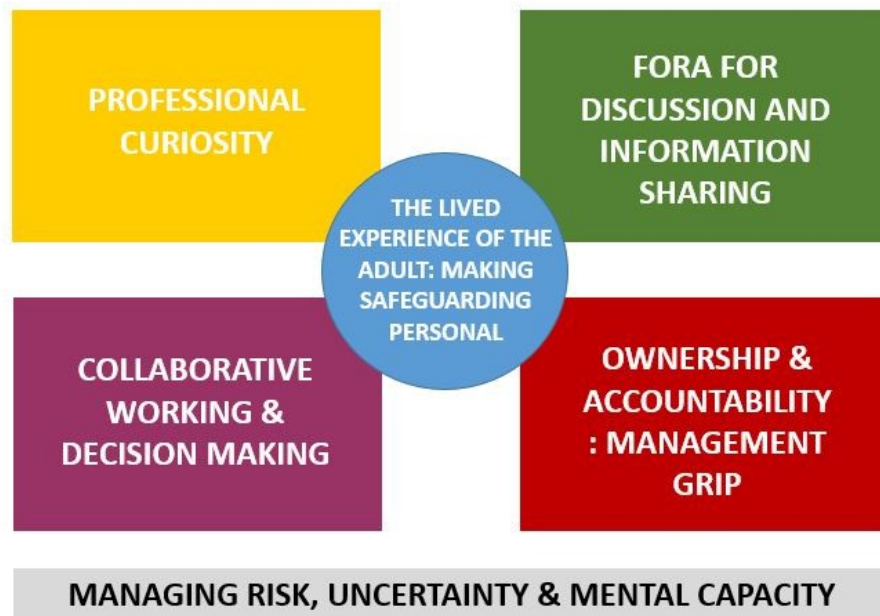 PROFESSIONAL
CURIOSITY
FORA FOR
DISCUSSION AND
INFORMATION
SHARING
THE LIVED
EXPERIENCE OF THE
ADULT: MAKING
SAFEGUARDING
PERSONAL
COLLABORATIVE
WORKING &
DECISION MAKING
OWNERSHIP &
ACCOUNTABILITY
: MANAGEMENT
GRIP
MANAGING RISK, UNCERTAINTY & MENTAL CAPACITY